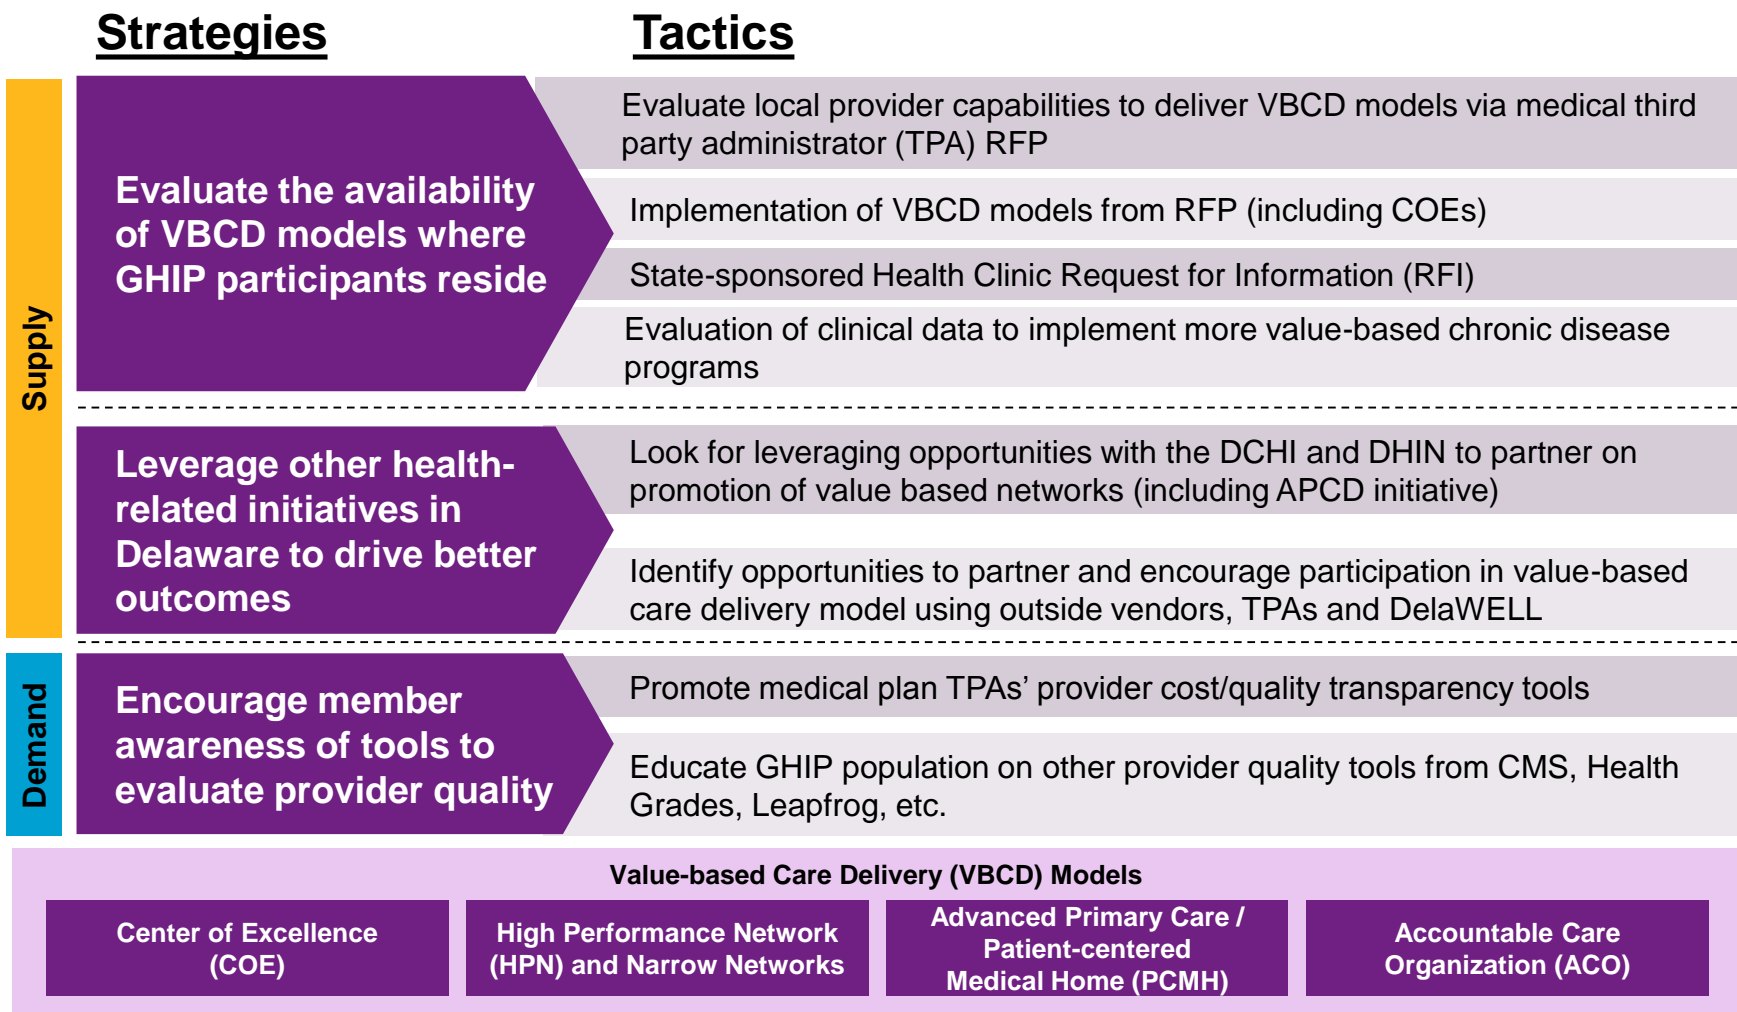 Strategies
Tactics
Supply
Evaluate the availability
of VBCD models where
GHIP participants reside
Evaluate local provider capabilities to deliver VBCD models via medical third
party administrator (TPA) RFP
Implementation of VBCD models from RFP (including COEs)
State-sponsored Health Clinic Request for Information (RFI)
Evaluation of clinical data to implement more value-based chronic disease
programs
Leverage other health-
related initiatives in
Delaware to drive better
outcomes
Look for leveraging opportunities with the DCHI and DHIN to partner on
promotion of value based networks (including APCD initiative)
Identify opportunities to partner and encourage participation in value-based
care delivery model using outside vendors, TPAs and DelaWELL
Demand
Encourage member
awareness of tools to
evaluate provider quality
Promote medical plan TPAs’ provider cost/quality transparency tools
Educate GHIP population on other provider quality tools from CMS, Health
Grades, Leapfrog, etc.
Value-based Care Delivery (VBCD) Models
Center of Excellence
(COE)
High Performance Network
(HPN) and Narrow Networks
Advanced Primary Care /
Patient-centered
Medical Home (PCMH)
Accountable Care
Organization (ACO)